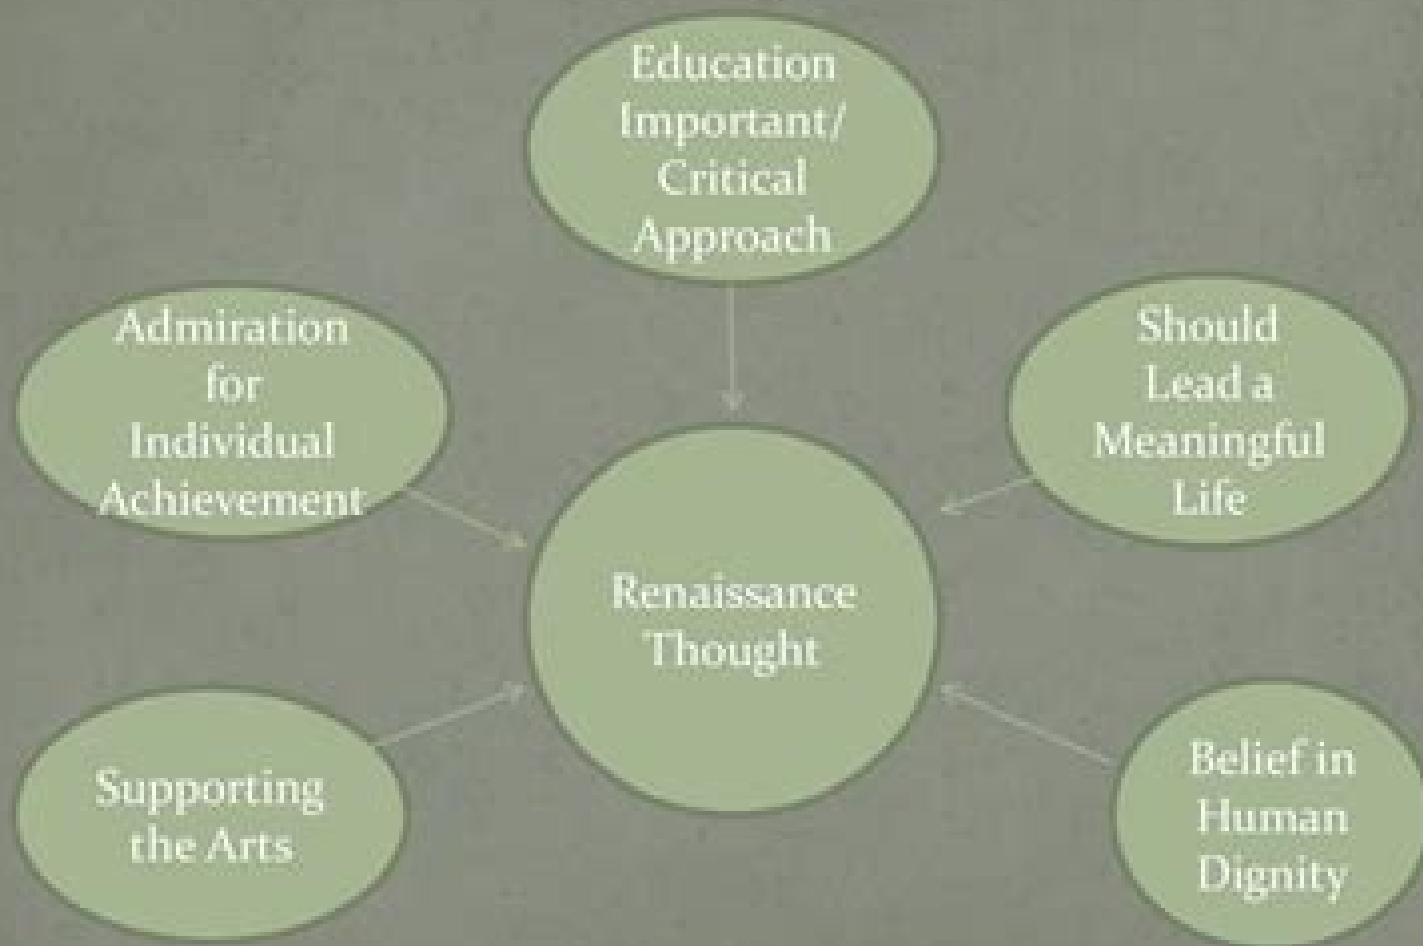 Education
Important/
Critical
Approach
Admiration
for
Individual
Achievement
Should
Lead a
Meaningful
Life
Renaissance
Thought
Supporting
the Arts
Belief in
Human
Dignity